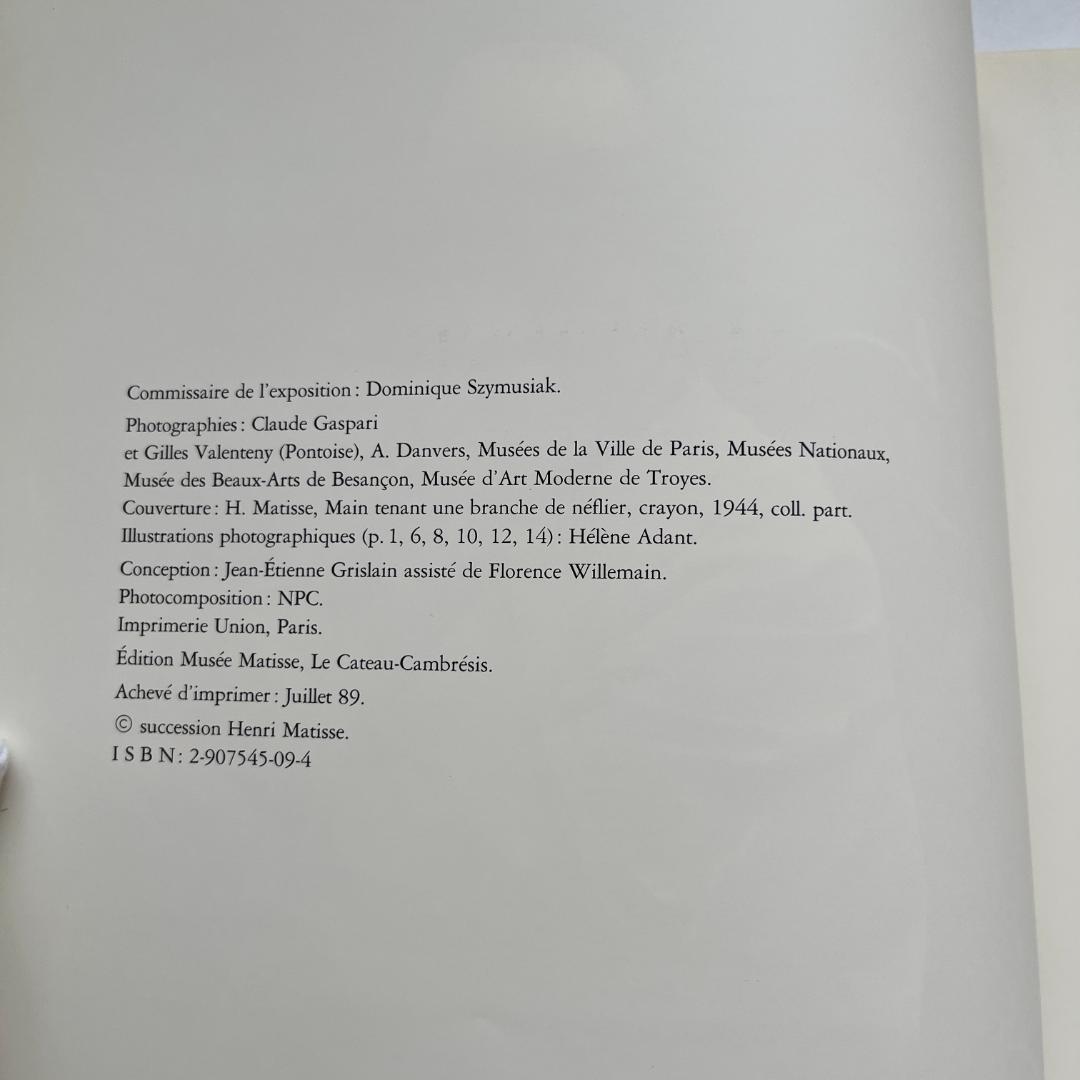 Commissaire de l'exposition : Dominique Szymusiak.
Photographies : Claude Gaspari
et Gilles Valenteny (Pontoise), A. Danvers, Musées de la Ville de Paris, Musées Nationaux,
Musée des Beaux-Arts de Besançon, Musée d'Art Moderne de Troyes.
Couverture : H. Matisse, Main tenant une branche de néflier, crayon, 1944, coll. part.
Illustrations photographiques (p. 1, 6, 8, 10, 12, 14) : Hélène Adant.
Conception : Jean-Étienne Grislain assisté de Florence Willemain.
Photocomposition : NPC.
Imprimerie Union, Paris.
Édition Musée Matisse, Le Cateau-Cambrésis.
Achevé d'imprimer : Juillet 89.
© succession Henri Matisse.
I S B N : 2-907545-09-4